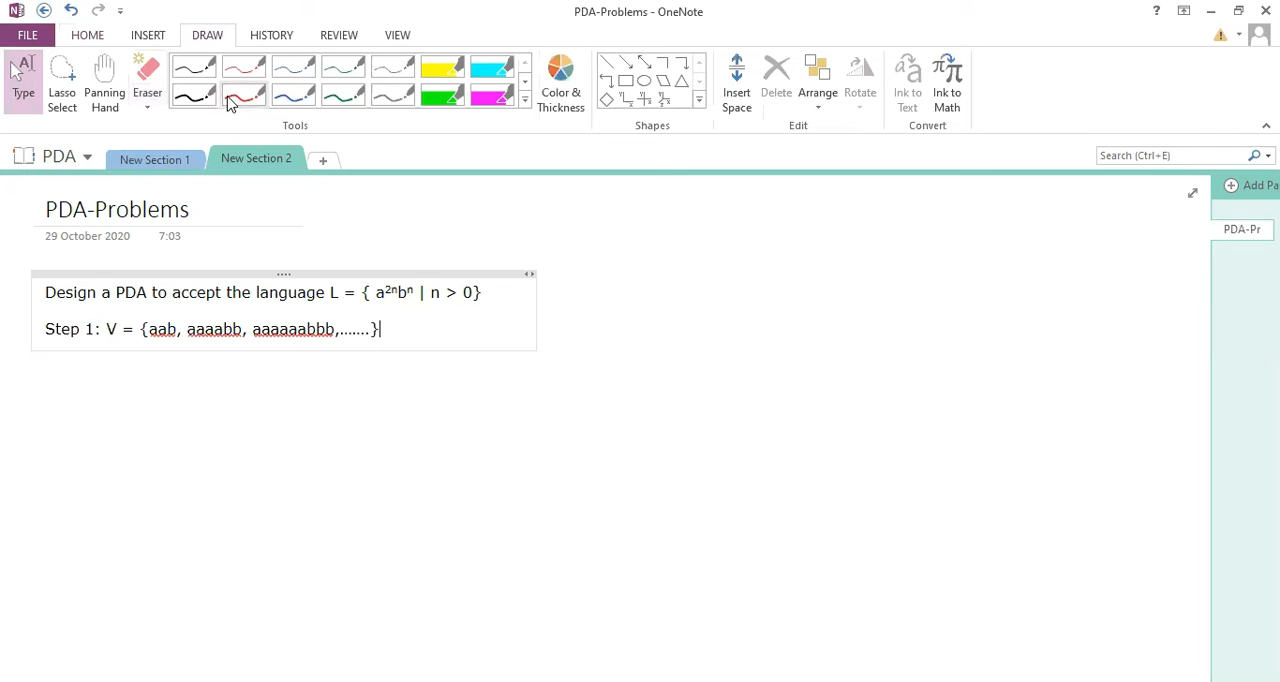 PDA-Problems - OneNote
FILE HOME INSERT DRAW HISTORY REVIEW VIEW
Type
Lasso Select
Panning Hand
Eraser
Color & Thickness
Insert Space
Delete
Arrange
Rotate
Ink to Text
Ink to Math
Tools Shapes Edit Convert
PDA New Section 1 New Section 2
Search (Ctrl+E)
Add Pa
PDA-Pr
PDA-Problems
29 October 2020 7:03
Design a PDA to accept the language L = { a²ⁿbⁿ | n > 0}
Step 1: V = {aab, aaaabb, aaaaaabbb,.......}